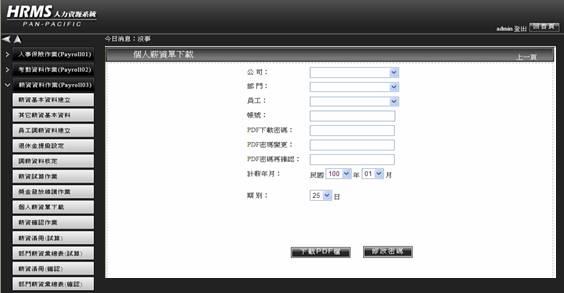 HRMS 人力資源系統
PAN-PACIFIC
admin 登出 回首頁
今日消息：沒事
人事保險作業(Payroll01)
考勤資料作業(Payroll02)
薪資資料作業(Payroll03)
薪資基本資料建立
其它薪資基本資料
員工調薪資料建立
退休金提撥設定
調薪資料核定
薪資試算作業
獎金發放維護作業
個人薪資單下載
薪資確認作業
薪資清冊(試算)
部門薪資彙總表(試算)
薪資清冊(確認)
部門薪資彙總表(確認)
個人薪資單下載 上一頁
公司：
部門：
員工：
帳號：
PDF下載密碼：
PDF密碼變更：
PDF密碼再確認：
計薪年月： 民國 100 年 01 月
期別： 25 日
下載PDF檔 修改密碼